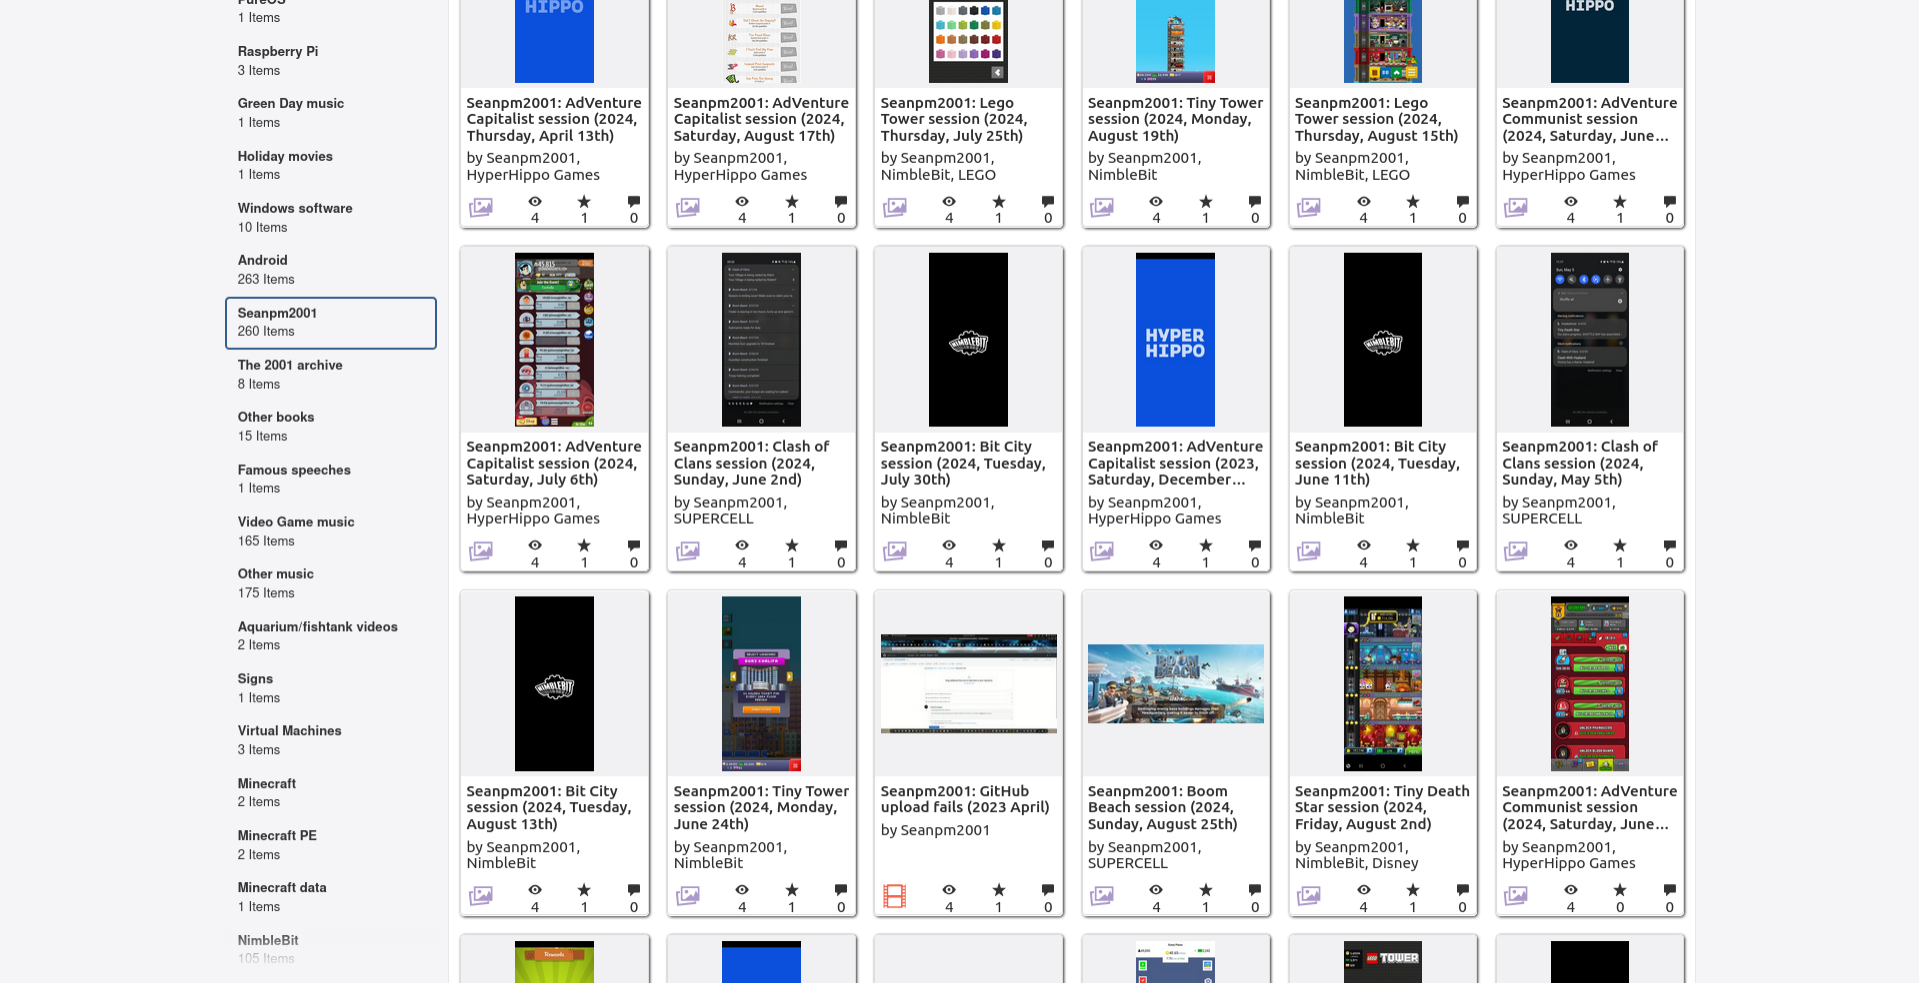 PureOS
1 Items
Raspberry Pi
3 Items
Green Day music
1 Items
Holiday movies
1 Items
Windows software
10 Items
Android
263 Items
Seanpm2001
260 Items
The 2001 archive
8 Items
Other books
15 Items
Famous speeches
1 Items
Video Game music
165 Items
Other music
175 Items
Aquarium/fishtank videos
2 Items
Signs
1 Items
Virtual Machines
3 Items
Minecraft
2 Items
Minecraft PE
2 Items
Minecraft data
1 Items
NimbleBit
105 Items
HIPPO
Seanpm2001: AdVenture
Capitalist session (2024,
Thursday, April 13th)
by Seanpm2001,
HyperHippo Games
4 1 0
Seanpm2001: AdVenture
Capitalist session (2024,
Saturday, August 17th)
by Seanpm2001,
HyperHippo Games
4 1 0
Seanpm2001: Lego
Tower session (2024,
Thursday, July 25th)
by Seanpm2001,
NimbleBit, LEGO
4 1 0
Seanpm2001: Tiny Tower
session (2024, Monday,
August 19th)
by Seanpm2001,
NimbleBit
4 1 0
Seanpm2001: Lego
Tower session (2024,
Thursday, August 15th)
by Seanpm2001,
NimbleBit, LEGO
4 1 0
HIPPO
Seanpm2001: AdVenture
Communist session
(2024, Saturday, June...
by Seanpm2001,
HyperHippo Games
4 1 0
Seanpm2001: AdVenture
Capitalist session (2024,
Saturday, July 6th)
by Seanpm2001,
HyperHippo Games
4 1 0
Seanpm2001: Clash of
Clans session (2024,
Sunday, June 2nd)
by Seanpm2001,
SUPERCELL
4 1 0
NIMBLEBIT
Seanpm2001: Bit City
session (2024, Tuesday,
July 30th)
by Seanpm2001,
NimbleBit
4 1 0
HYPER
HIPPO
Seanpm2001: AdVenture
Capitalist session (2023,
Saturday, December...
by Seanpm2001,
HyperHippo Games
4 1 0
NIMBLEBIT
Seanpm2001: Bit City
session (2024, Tuesday,
June 11th)
by Seanpm2001,
NimbleBit
4 1 0
Sun, May 5
Seanpm2001: Clash of
Clans session (2024,
Sunday, May 5th)
by Seanpm2001,
SUPERCELL
4 1 0
NIMBLEBIT
Seanpm2001: Bit City
session (2024, Tuesday,
August 13th)
by Seanpm2001,
NimbleBit
4 1 0
Seanpm2001: Tiny Tower
session (2024, Monday,
June 24th)
by Seanpm2001,
NimbleBit
4 1 0
Seanpm2001: GitHub
upload fails (2023 April)
by Seanpm2001
4 1 0
BOOM
BEACH
Seanpm2001: Boom
Beach session (2024,
Sunday, August 25th)
by Seanpm2001,
SUPERCELL
4 1 0
Seanpm2001: Tiny Death
Star session (2024,
Friday, August 2nd)
by Seanpm2001,
NimbleBit, Disney
4 1 0
Seanpm2001: AdVenture
Communist session
(2024, Saturday, June...
by Seanpm2001,
HyperHippo Games
4 0 0
Rewards
LEGO TOWER